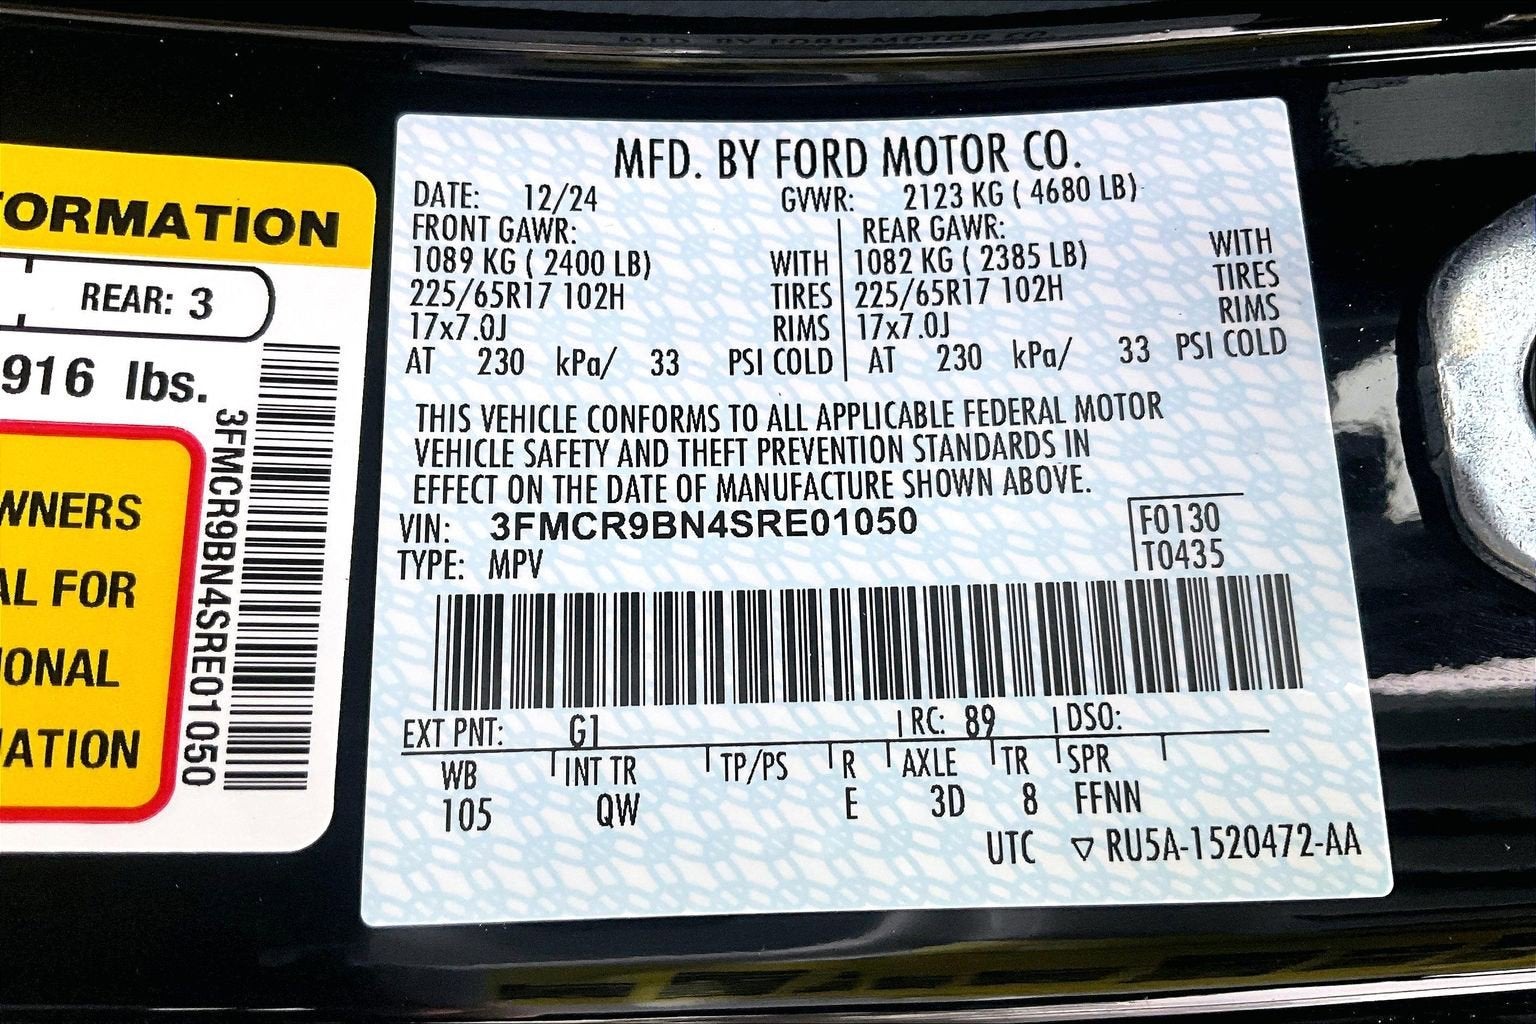 FORMATION
REAR: 3
916 lbs.
WNERS
AL FOR
IONAL
ATION
3FMCR9BN4SRE01050
MFD. BY FORD MOTOR CO.
DATE: 12/24 GVWR: 2123 KG ( 4680 LB)
FRONT GAWR: REAR GAWR:
1089 KG ( 2400 LB) WITH 1082 KG ( 2385 LB) WITH
225/65R17 102H TIRES 225/65R17 102H TIRES
17x7.0J RIMS 17x7.0J RIMS
AT 230 kPa/ 33 PSI COLD AT 230 kPa/ 33 PSI COLD
THIS VEHICLE CONFORMS TO ALL APPLICABLE FEDERAL MOTOR
VEHICLE SAFETY AND THEFT PREVENTION STANDARDS IN
EFFECT ON THE DATE OF MANUFACTURE SHOWN ABOVE.
VIN: 3FMCR9BN4SRE01050 F0130
TYPE: MPV T0435
EXT PNT: G1 RC: 89 DSO:
WB INT TR TP/PS R AXLE TR SPR
105 QW E 3D 8 FFNN
UTC ▽ RU5A-1520472-AA